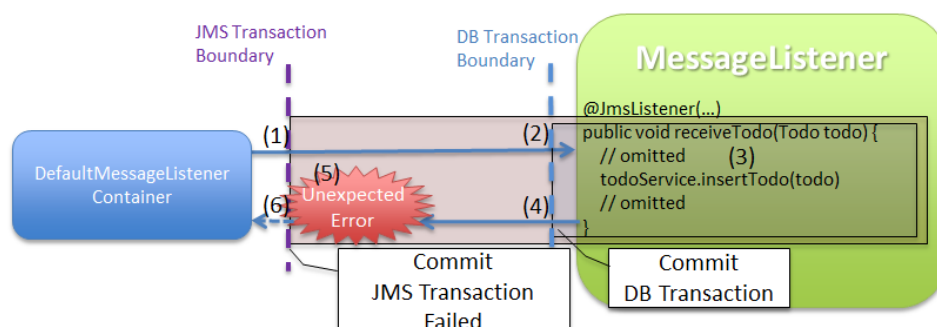 JMS Transaction
Boundary
DB Transaction
Boundary
MessageListener
@JmsListener(...)
(1)
(2)
public void receiveTodo(Todo todo) {
// omitted
(3)
DefaultMessageListener
Container
(5)
todoService.insertTodo(todo)
(6)
Unexpected
Error
(4)
// omitted
}
Commit
JMS Transaction
Failed
Commit
DB Transaction